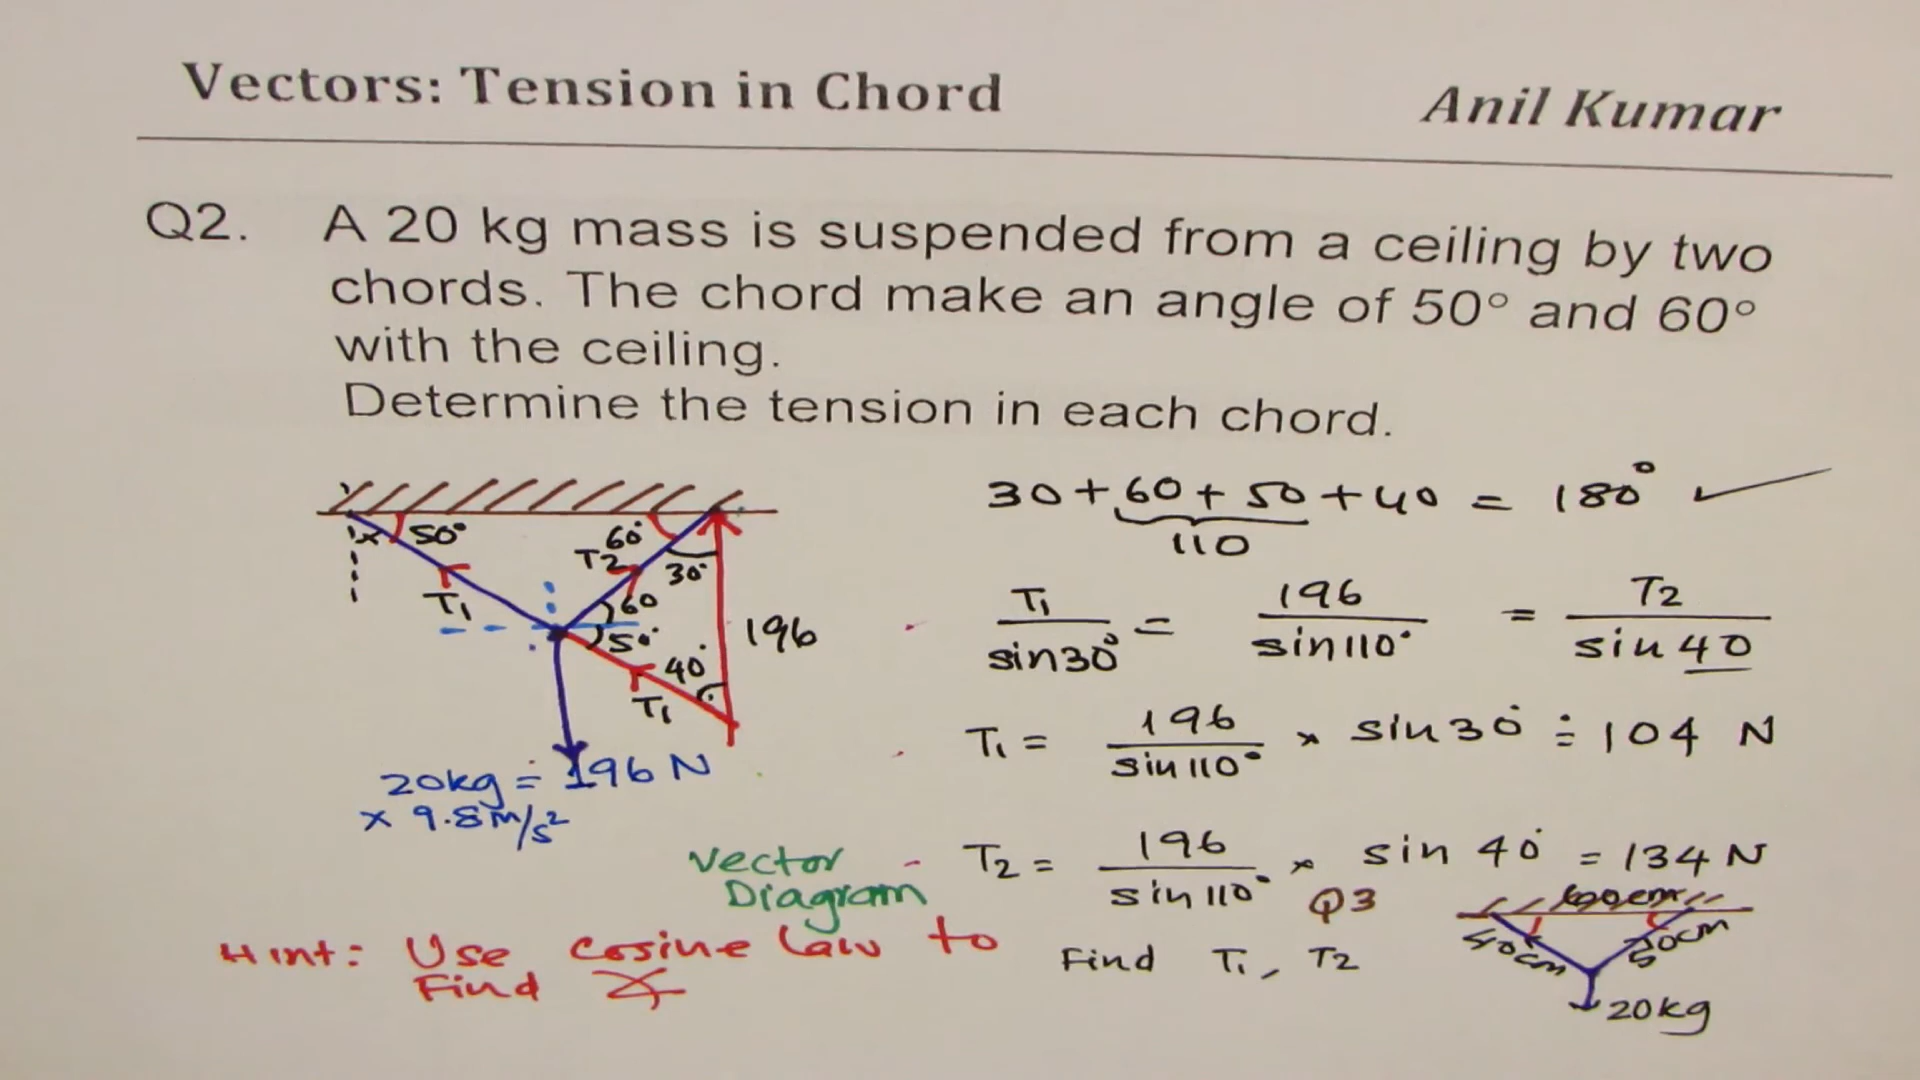 Vectors: Tension in Chord
Anil Kumar
Q2. A 20 kg mass is suspended from a ceiling by two
chords. The chord make an angle of 50° and 60°
with the ceiling.
Determine the tension in each chord.
30 + 60 + 50 + 40 = 180°
110
50°
60°
T2
30°
T1
60
50°
40°
T1
196
T1/sin30° = 196/sin110° = T2/sin40
T1 = 196/sin110° × sin30° ≐ 104 N
20kg = 196 N
× 9.8 m/s²
T2 = 196/sin110° × sin40° = 134 N
Vector
Diagram
Hint: Use Cosine Law to
Find ∡
Q3
Find T1, T2
50cm
20kg